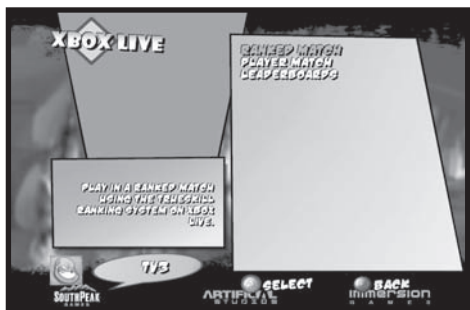 XBOX LIVE
RANKED MATCH
PLAYER MATCH
LEADERBOARDS
PLAY IN A RANKED MATCH
USING THE TRUESKILL
RANKING SYSTEM ON XBOX
LIVE.
1/3
SELECT
BACK
SOUTHPEAK
GAMES
ARTIFICIAL
STUDIOS
Immersion
GAMES